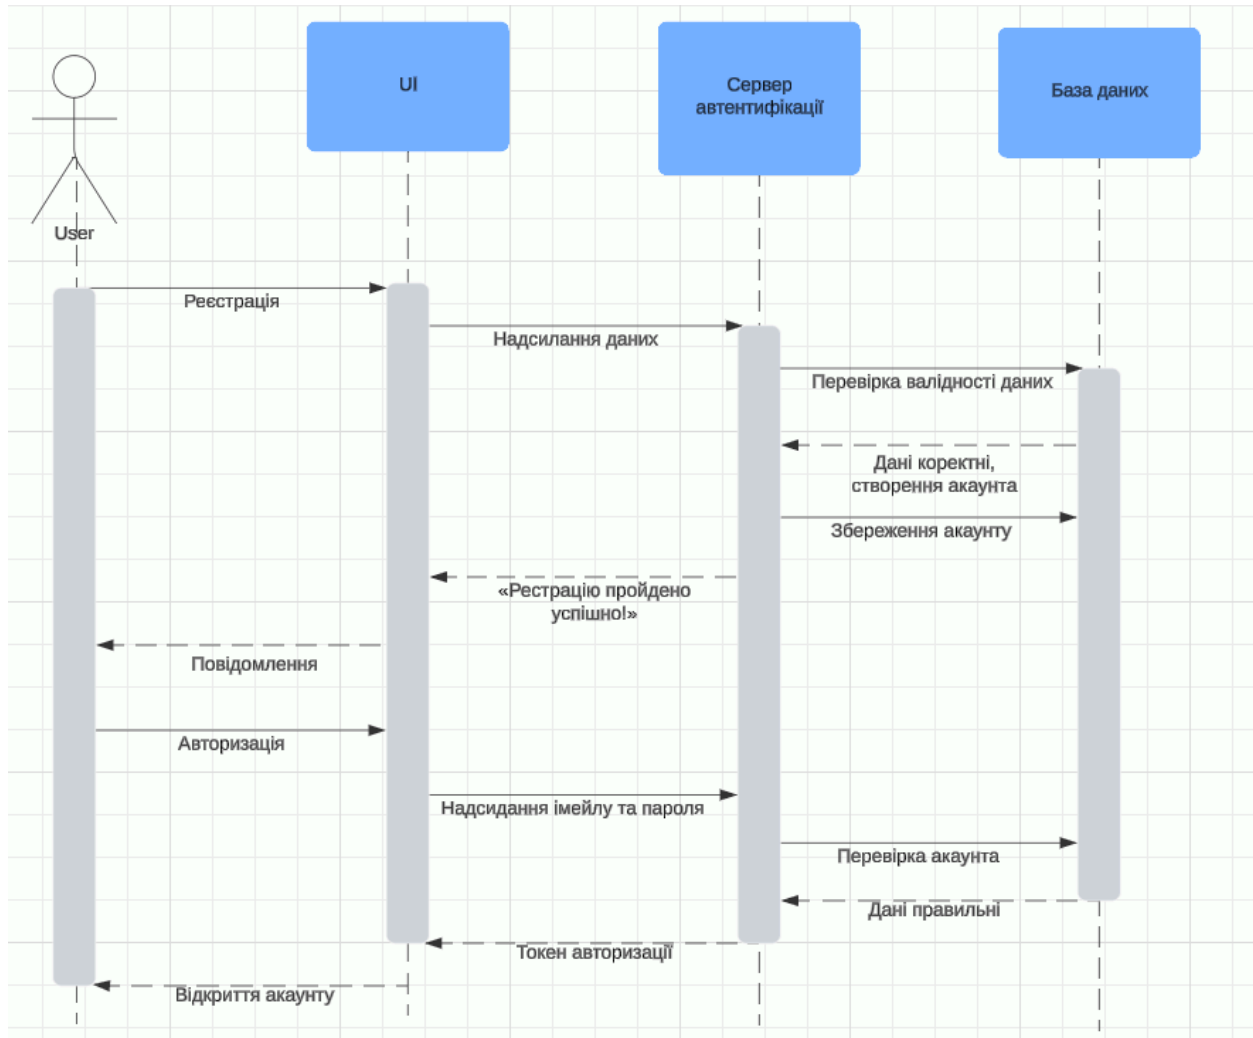 UI
Сервер
автентифікації
База даних
User
Реєстрація
Надсилання даних
Перевірка валідності даних
Дані коректні,
створення акаунта
Збереження акаунту
«Рестрацію пройдено
успішно!»
Повідомлення
Авторизація
Надсидання імейлу та пароля
Перевірка акаунта
Дані правильні
Токен авторизації
Відкриття акаунту